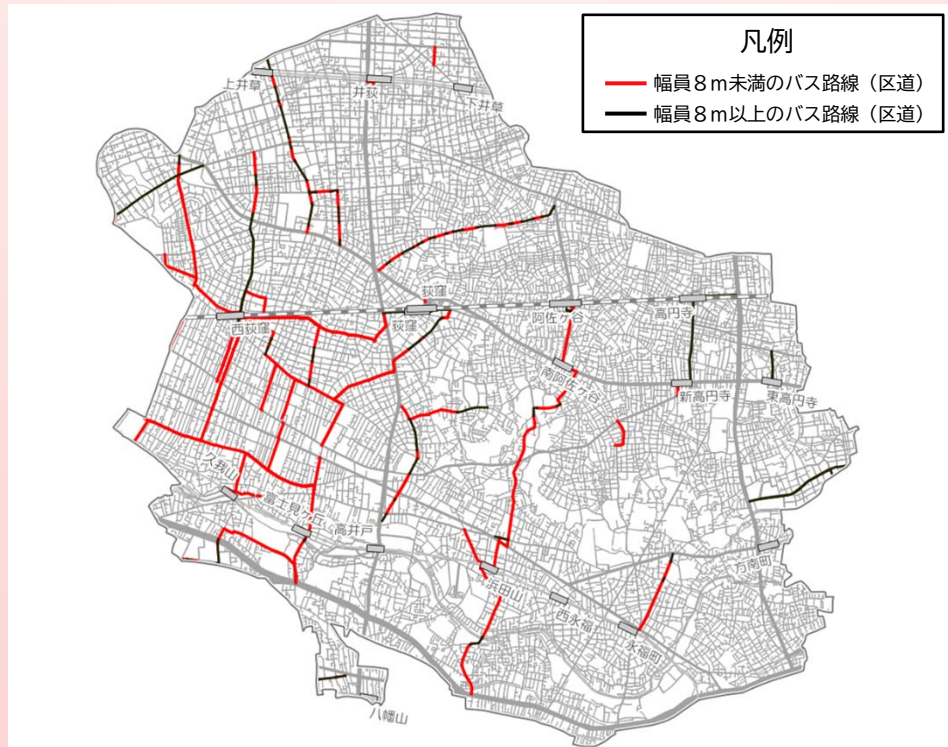 凡例
幅員８ｍ未満のバス路線（区道）
幅員８ｍ以上のバス路線（区道）
上井草
井荻
下井草
荻窪
西荻窪
荻窪
阿佐ヶ谷
高円寺
南阿佐ヶ谷
新高円寺
東高円寺
久我山
富士見ヶ丘
高井戸
浜田山
西永福
永福町
方南町
八幡山